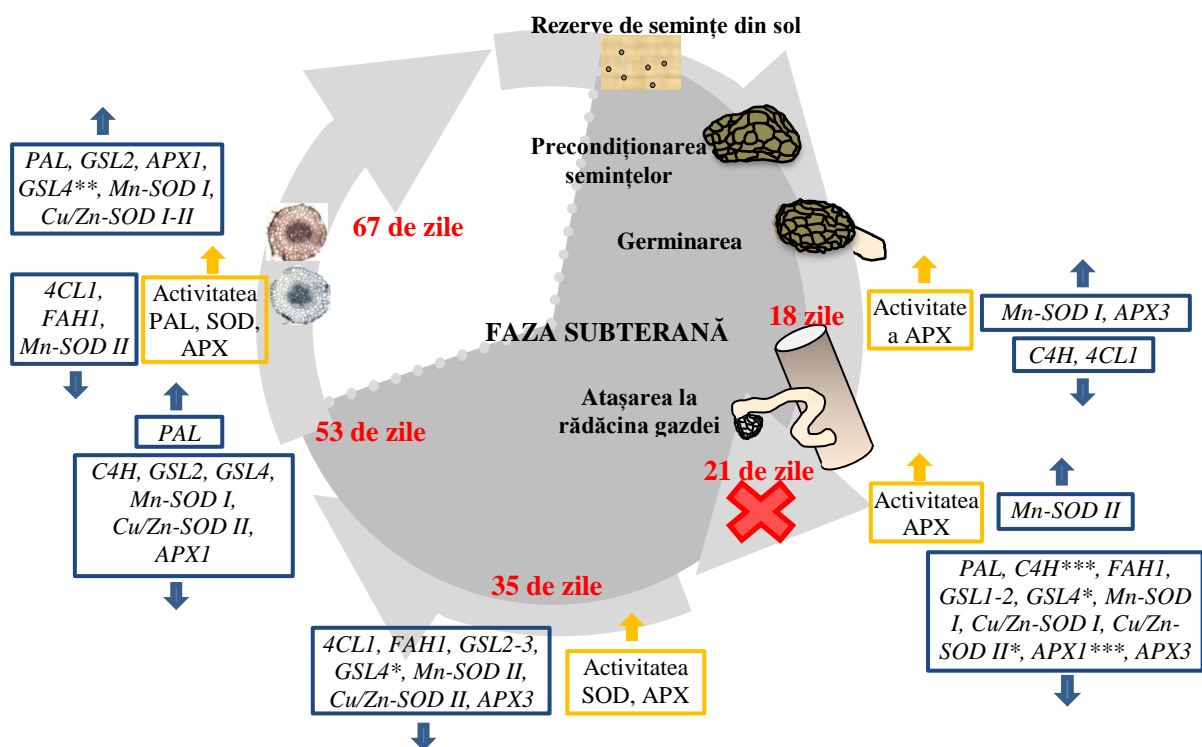 Rezerve de semințe din sol
Precondiționarea
semințelor
Germinarea
FAZA SUBTERANĂ
18 zile
Activitate
a APX
Mn-SOD I, APX3
C4H, 4CL1
Atașarea la
rădăcina gazdei
21 de zile
Activitatea
APX
Mn-SOD II
PAL, C4H***, FAH1,
GSL1-2, GSL4*, Mn-SOD
I, Cu/Zn-SOD I, Cu/Zn-
SOD II*, APX1***, APX3
35 de zile
4CL1, FAH1, GSL2-3,
GSL4*, Mn-SOD II,
Cu/Zn-SOD II, APX3
Activitatea
SOD, APX
53 de zile
PAL
C4H, GSL2, GSL4,
Mn-SOD I,
Cu/Zn-SOD II,
APX1
67 de zile
PAL, GSL2, APX1,
GSL4**, Mn-SOD I,
Cu/Zn-SOD I-II
4CL1,
FAH1,
Mn-SOD II
Activitatea
PAL, SOD,
APX